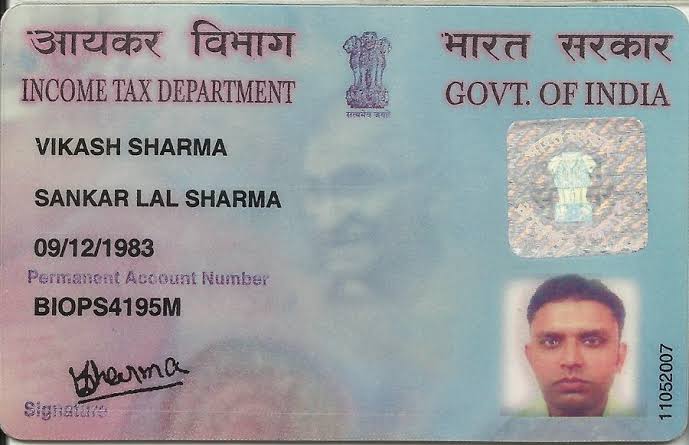 आयकर विभाग
भारत सरकार
INCOME TAX DEPARTMENT
GOVT. OF INDIA
सत्यमेव जयते
VIKASH SHARMA
SANKAR LAL SHARMA
09/12/1983
Permanent Account Number
BIOPS4195M
Sharma
Signature
11052007